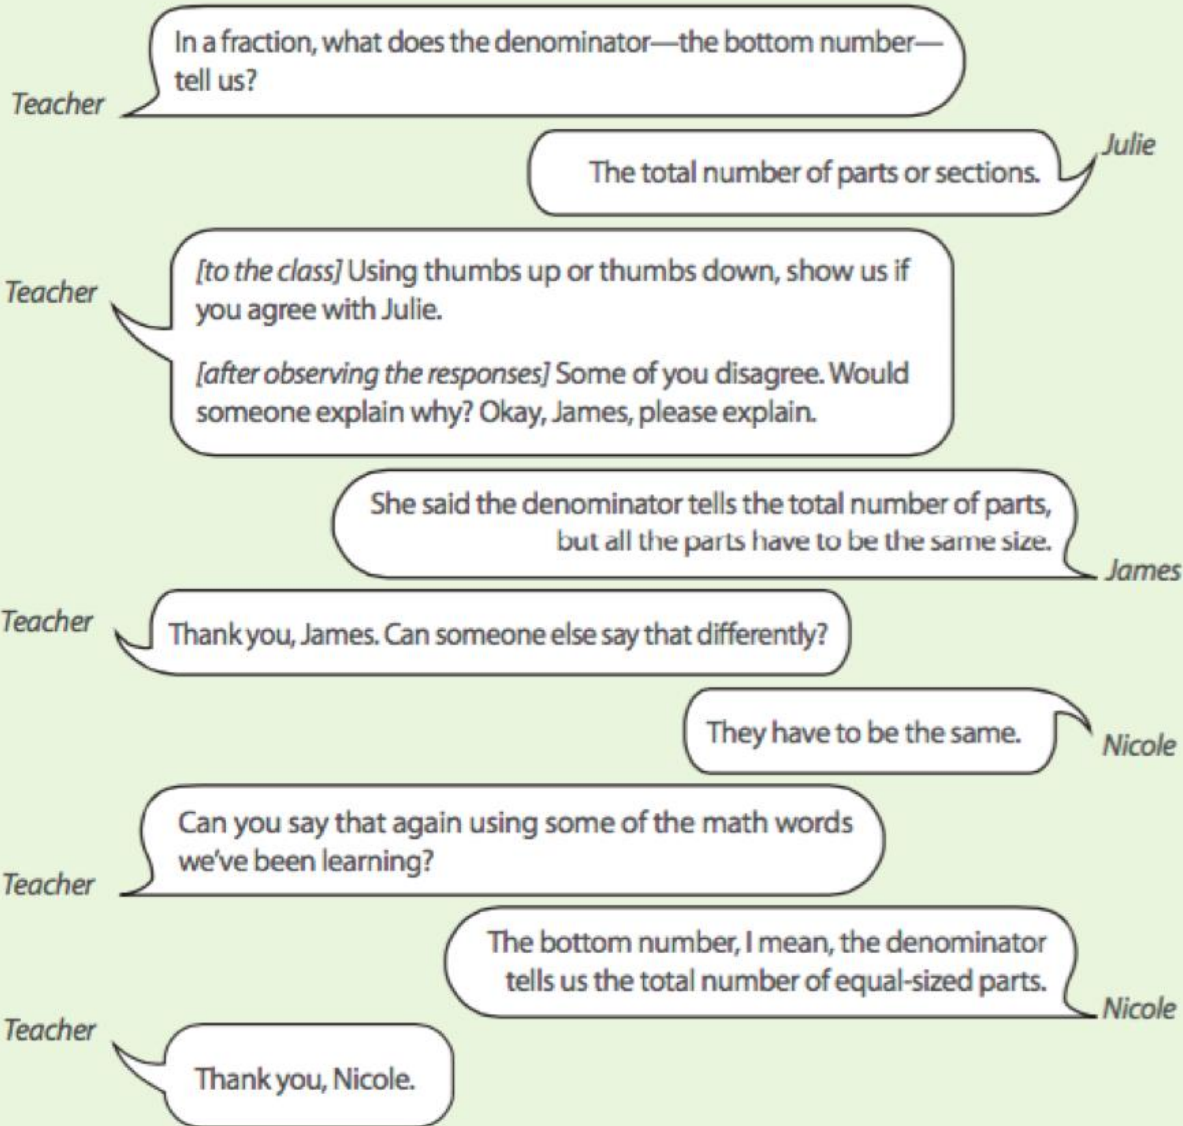 In a fraction, what does the denominator—the bottom number—
tell us?
Teacher
Julie
The total number of parts or sections.
[to the class] Using thumbs up or thumbs down, show us if
you agree with Julie.
Teacher
[after observing the responses] Some of you disagree. Would
someone explain why? Okay, James, please explain.
She said the denominator tells the total number of parts,
but all the parts have to be the same size.
James
Teacher
Thank you, James. Can someone else say that differently?
They have to be the same.
Nicole
Can you say that again using some of the math words
we've been learning?
Teacher
The bottom number, I mean, the denominator
tells us the total number of equal-sized parts.
Nicole
Teacher
Thank you, Nicole.